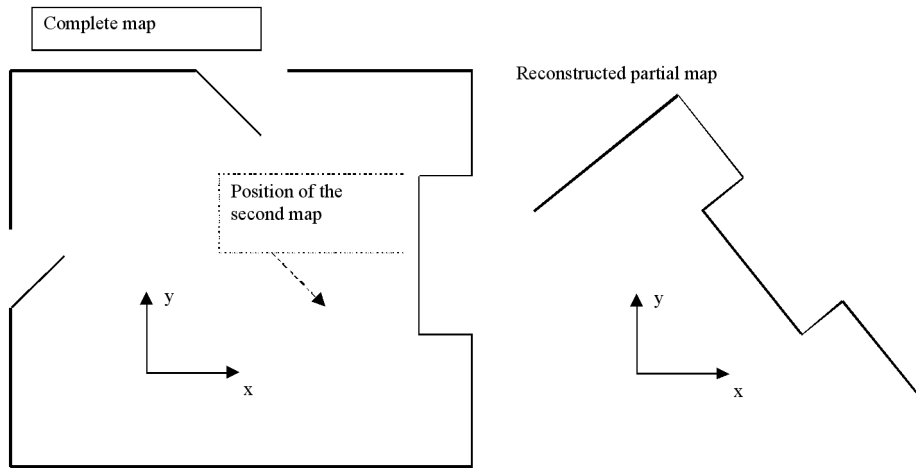 Complete map
Reconstructed partial map
Position of the
second map
y
x
y
x